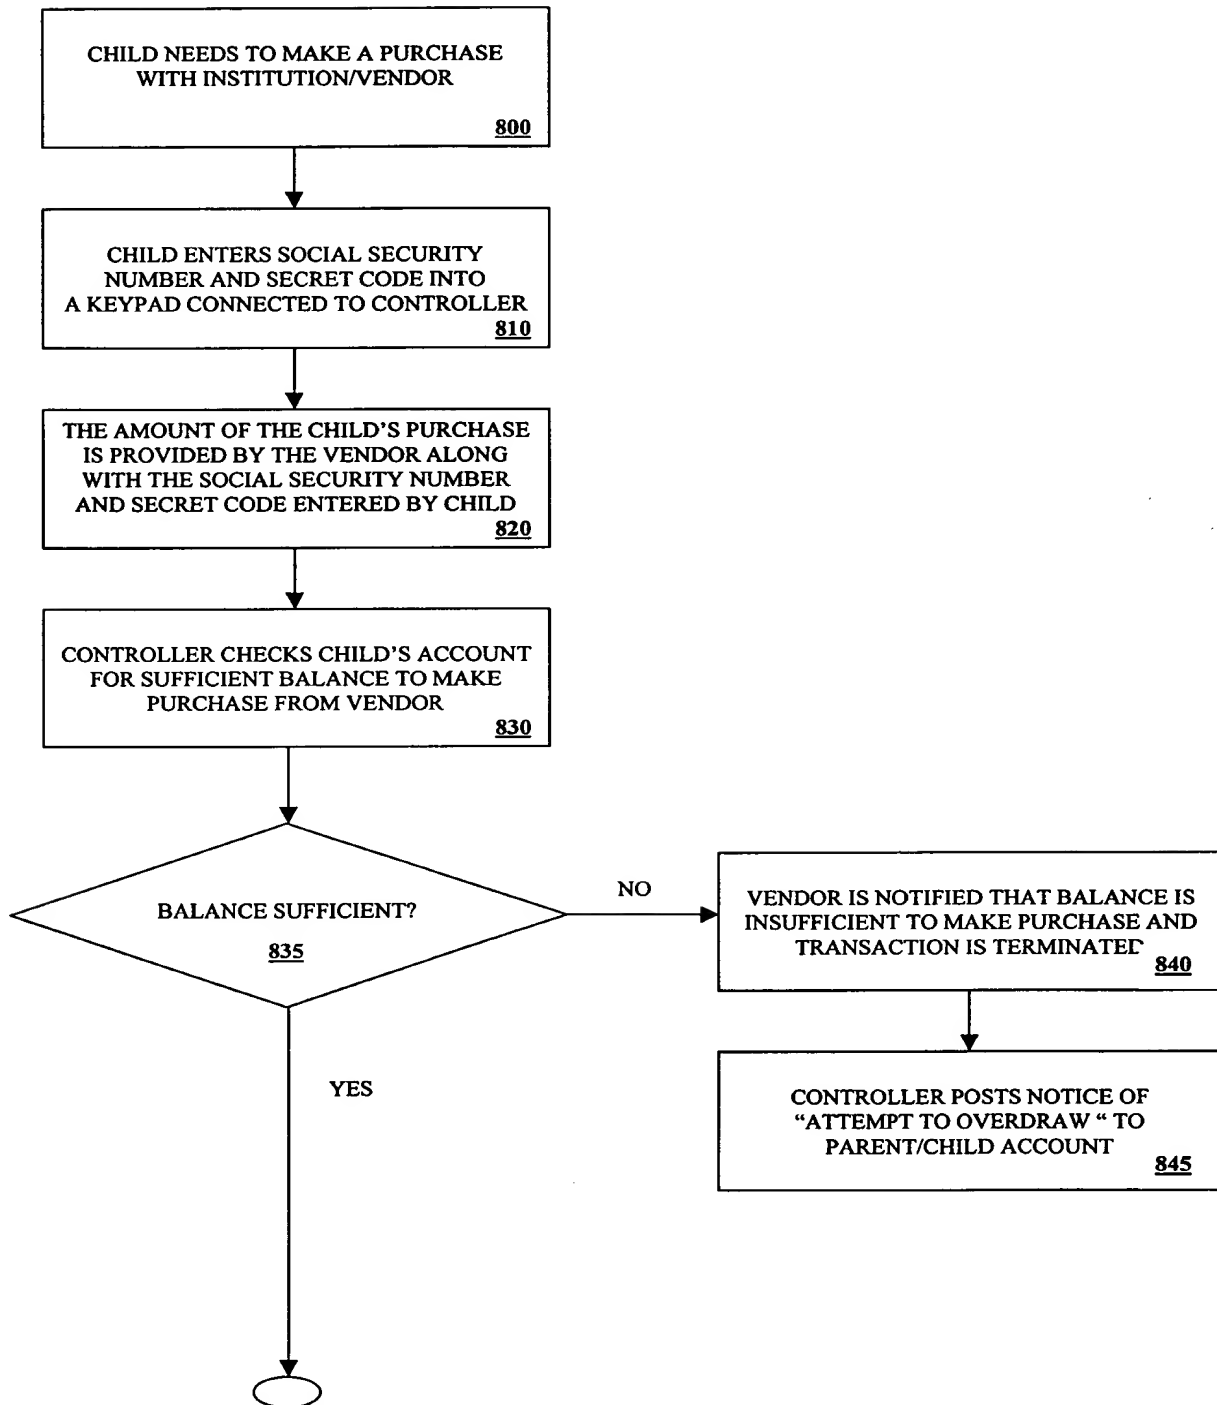 CHILD NEEDS TO MAKE A PURCHASE
WITH INSTITUTION/VENDOR
800
CHILD ENTERS SOCIAL SECURITY
NUMBER AND SECRET CODE INTO
A KEYPAD CONNECTED TO CONTROLLER
810
THE AMOUNT OF THE CHILD'S PURCHASE
IS PROVIDED BY THE VENDOR ALONG
WITH THE SOCIAL SECURITY NUMBER
AND SECRET CODE ENTERED BY CHILD
820
CONTROLLER CHECKS CHILD'S ACCOUNT
FOR SUFFICIENT BALANCE TO MAKE
PURCHASE FROM VENDOR
830
BALANCE SUFFICIENT?
835
NO
VENDOR IS NOTIFIED THAT BALANCE IS
INSUFFICIENT TO MAKE PURCHASE AND
TRANSACTION IS TERMINATED
840
YES
CONTROLLER POSTS NOTICE OF
“ATTEMPT TO OVERDRAW “ TO
PARENT/CHILD ACCOUNT
845